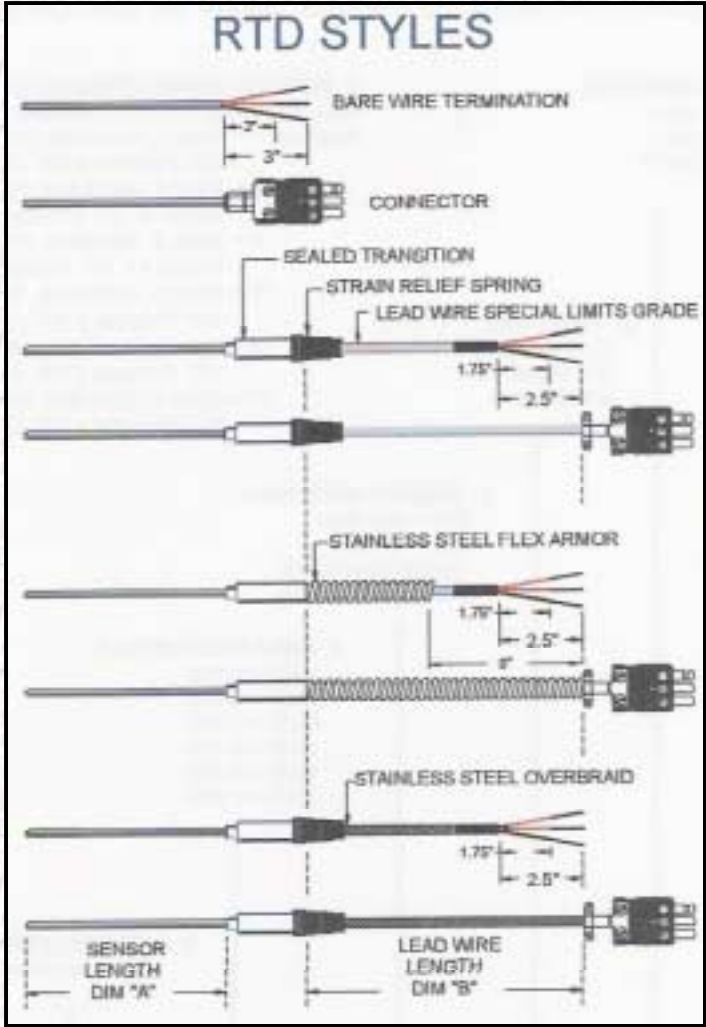 RTD STYLES
BARE WIRE TERMINATION
2"
3"
CONNECTOR
SEALED TRANSITION
STRAIN RELIEF SPRING
LEAD WIRE SPECIAL LIMITS GRADE
1.75"
2.5"
STAINLESS STEEL FLEX ARMOR
1.75"
2.5"
STAINLESS STEEL OVERBRAID
1.75"
2.5"
SENSOR
LENGTH
DIM "A"
LEAD WIRE
LENGTH
DIM "B"